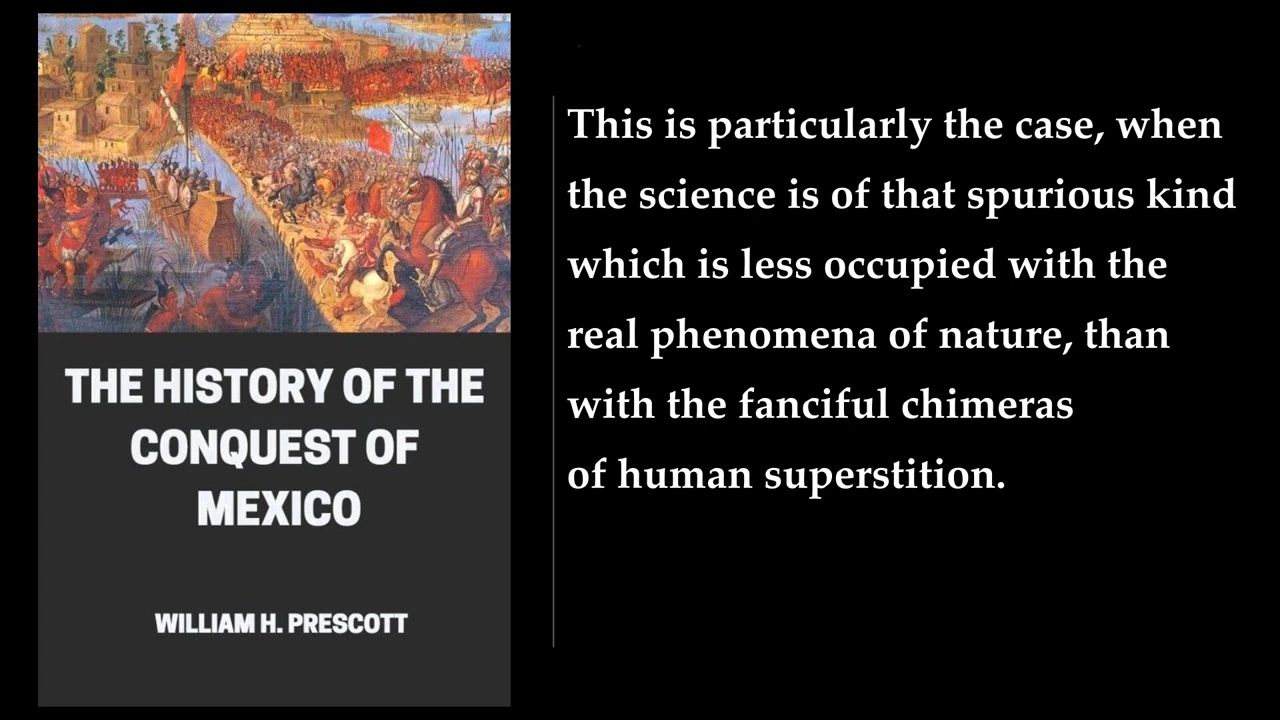 THE HISTORY OF THE
CONQUEST OF
MEXICO
WILLIAM H. PRESCOTT
This is particularly the case, when
the science is of that spurious kind
which is less occupied with the
real phenomena of nature, than
with the fanciful chimeras
of human superstition.